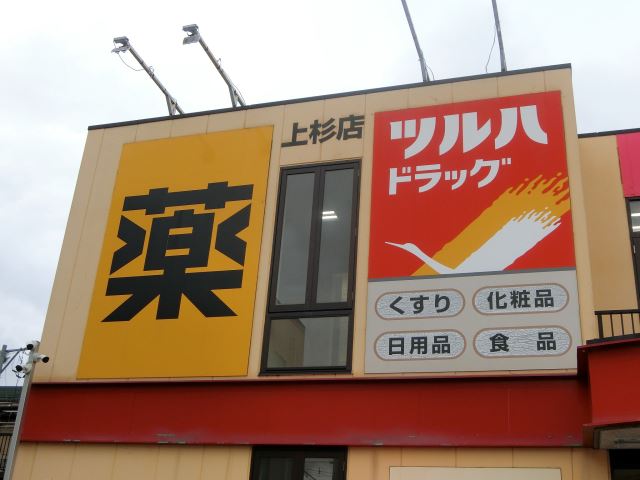 薬
上杉店
ツルハ
ドラッグ
くすり 化粧品
日用品 食品